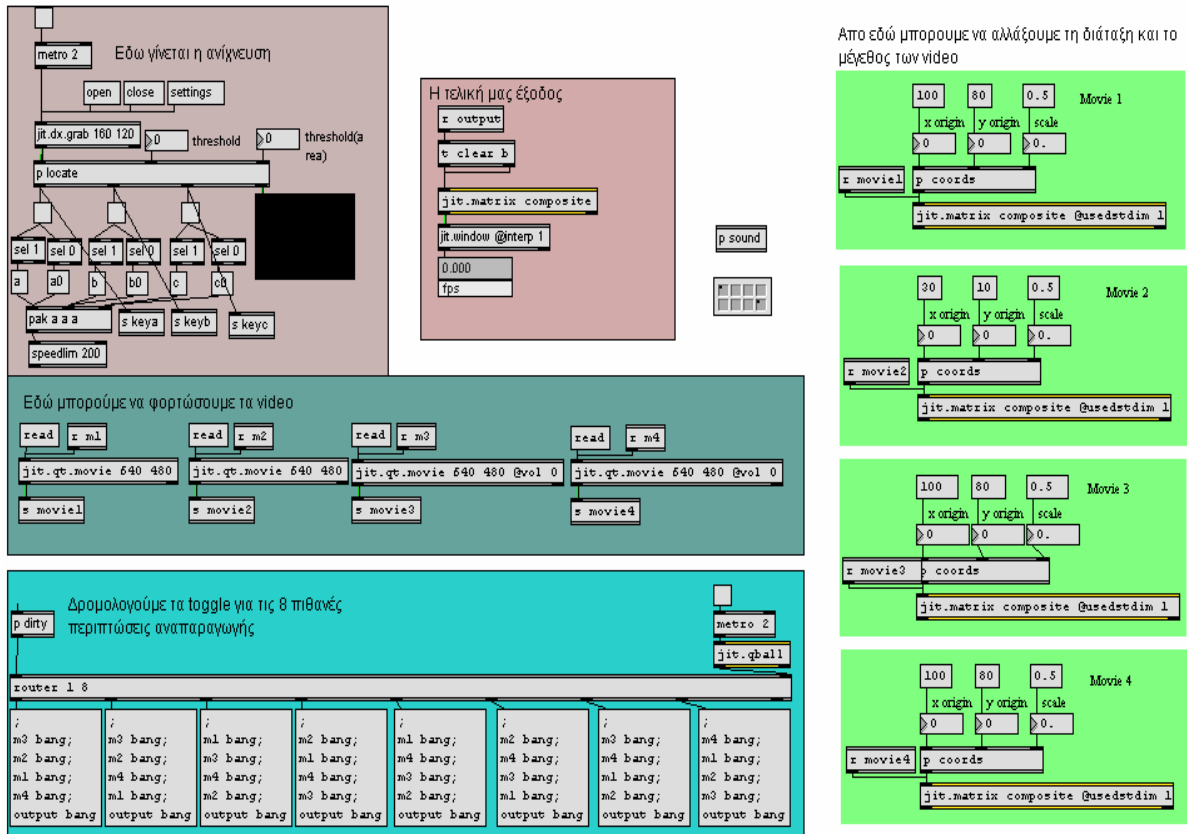 metro 2
Εδω γίνεται η ανίχνευση
open close settings
jit.dx.grab 160 120
0 threshold
0 threshold(a
rea)
p locate
sel 1 sel 0 sel 1 sel 0 sel 1 sel 0
a a0 b b0 c c0
pak a a a
s keya s keyb s keyc
speedlim 200
Η τελική μας έξοδος
r output
t clear b
jit.matrix composite
jit.window @interp 1
0.000
fps
p sound
Εδώ μπορούμε να φορτώσουμε τα video
read r m1 read r m2 read r m3 read r m4
jit.qt.movie 640 480 jit.qt.movie 640 480 jit.qt.movie 640 480 @vol 0 jit.qt.movie 640 480 @vol 0
s movie1 s movie2 s movie3 s movie4
Δρομολογούμε τα toggle για τις 8 πιθανές
περιπτώσεις αναπαραγωγής
p dirty
metro 2
jit.qball
router 1 8
; ; ; ; ; ; ; ;
m3 bang; m3 bang; m1 bang; m2 bang; m1 bang; m2 bang; m3 bang; m4 bang;
m2 bang; m2 bang; m3 bang; m1 bang; m4 bang; m4 bang; m4 bang; m1 bang;
m1 bang; m4 bang; m4 bang; m4 bang; m3 bang; m3 bang; m1 bang; m2 bang;
m4 bang; m1 bang; m2 bang; m3 bang; m2 bang; m1 bang; m2 bang; m3 bang;
output bang output bang output bang output bang output bang output bang output bang output bang
Απο εδώ μπορουμε να αλλάξουμε τη διάταξη και το
μέγεθος των video
100 80 0.5 Movie 1
x origin y origin scale
0 0 0.
r movie1 p coords
jit.matrix composite @usedstdim 1
30 10 0.5 Movie 2
x origin y origin scale
0 0 0.
r movie2 p coords
jit.matrix composite @usedstdim 1
100 80 0.5 Movie 3
x origin y origin scale
0 0 0.
r movie3 p coords
jit.matrix composite @usedstdim 1
100 80 0.5 Movie 4
x origin y origin scale
0 0 0.
r movie4 p coords
jit.matrix composite @usedstdim 1